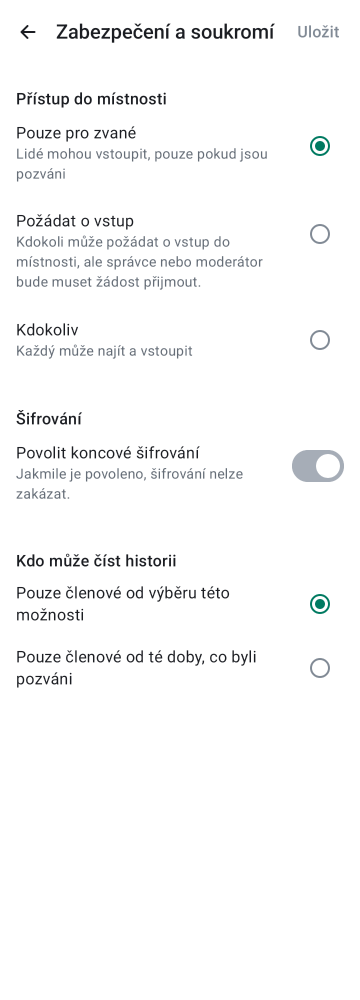 Zabezpečení a soukromí
Uložit
Přístup do místnosti
Pouze pro zvané
Lidé mohou vstoupit, pouze pokud jsou
pozváni
Požádat o vstup
Kdokoli může požádat o vstup do
místnosti, ale správce nebo moderátor
bude muset žádost přijmout.
Kdokoliv
Každý může najít a vstoupit
Šifrování
Povolit koncové šifrování
Jakmile je povoleno, šifrování nelze
zakázat.
Kdo může číst historii
Pouze členové od výběru této
možnosti
Pouze členové od té doby, co byli
pozváni